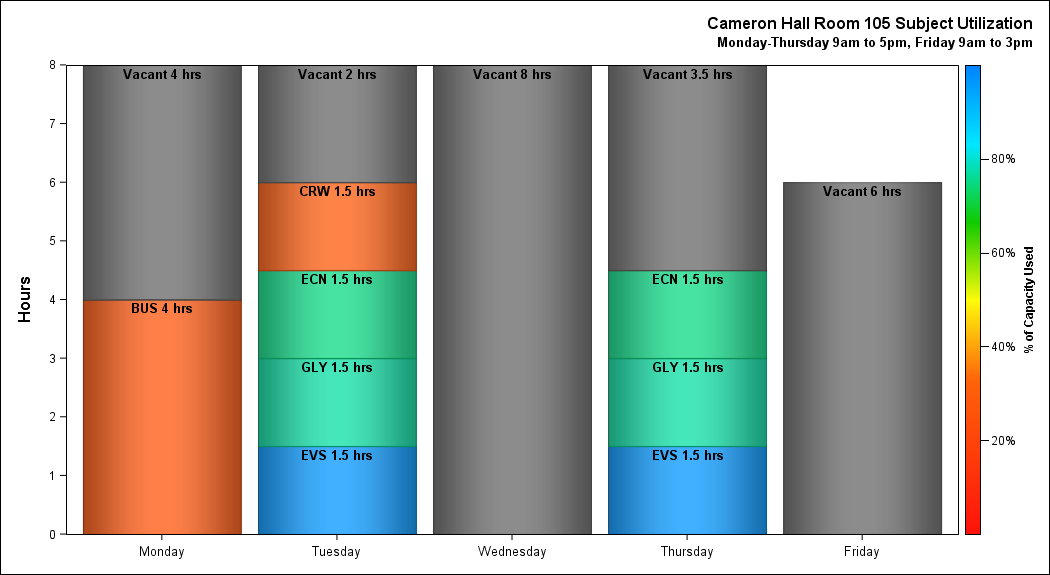 Cameron Hall Room 105 Subject Utilization
Monday-Thursday 9am to 5pm, Friday 9am to 3pm
Hours
8
7
6
5
4
3
2
1
0
Vacant 4 hrs
BUS 4 hrs
Vacant 2 hrs
CRW 1.5 hrs
ECN 1.5 hrs
GLY 1.5 hrs
EVS 1.5 hrs
Vacant 8 hrs
Vacant 3.5 hrs
ECN 1.5 hrs
GLY 1.5 hrs
EVS 1.5 hrs
Vacant 6 hrs
Monday
Tuesday
Wednesday
Thursday
Friday
80%
60%
40%
20%
% of Capacity Used